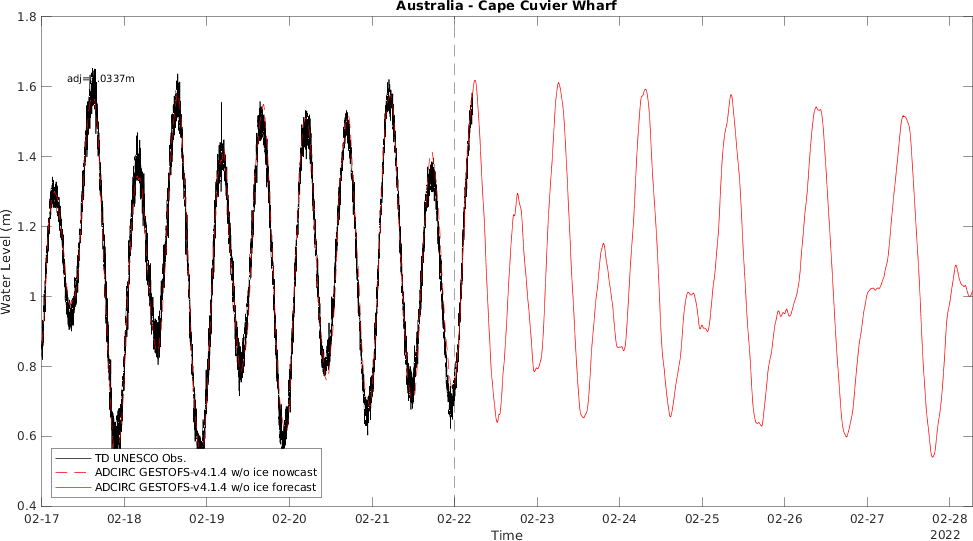 Australia - Cape Cuvier Wharf
1.8
1.6
1.4
1.2
1
0.8
0.6
0.4
Water Level (m)
TD UNESCO Obs.
ADCIRC GESTOFS-v4.1.4 w/o ice nowcast
ADCIRC GESTOFS-v4.1.4 w/o ice forecast
02-17 02-18 02-19 02-20 02-21 02-22 02-23 02-24 02-25 02-26 02-27 02-28
2022
Time